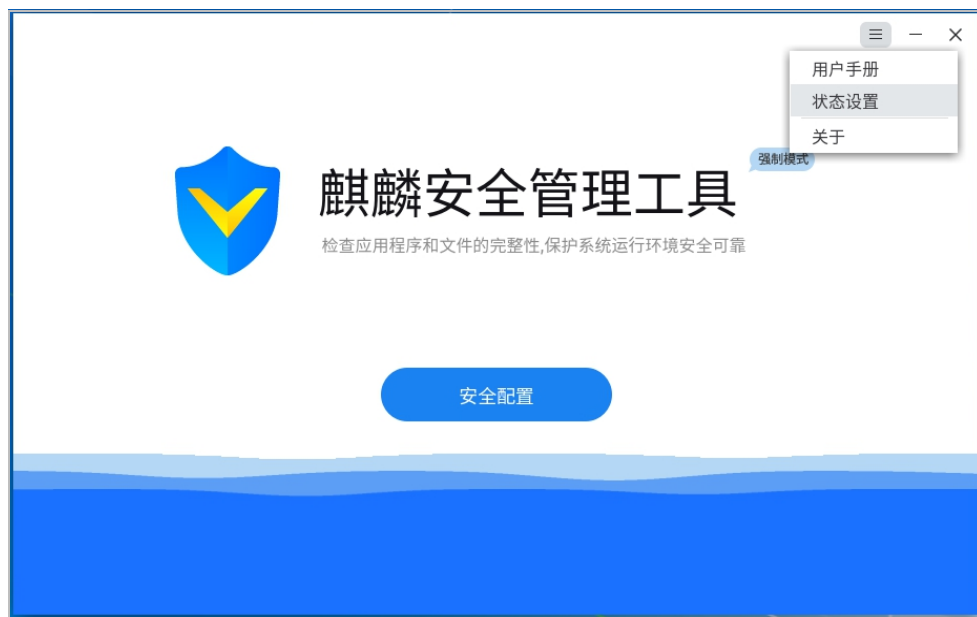 用户手册
状态设置
关于
强制模式
麒麟安全管理工具
检查应用程序和文件的完整性,保护系统运行环境安全可靠
安全配置